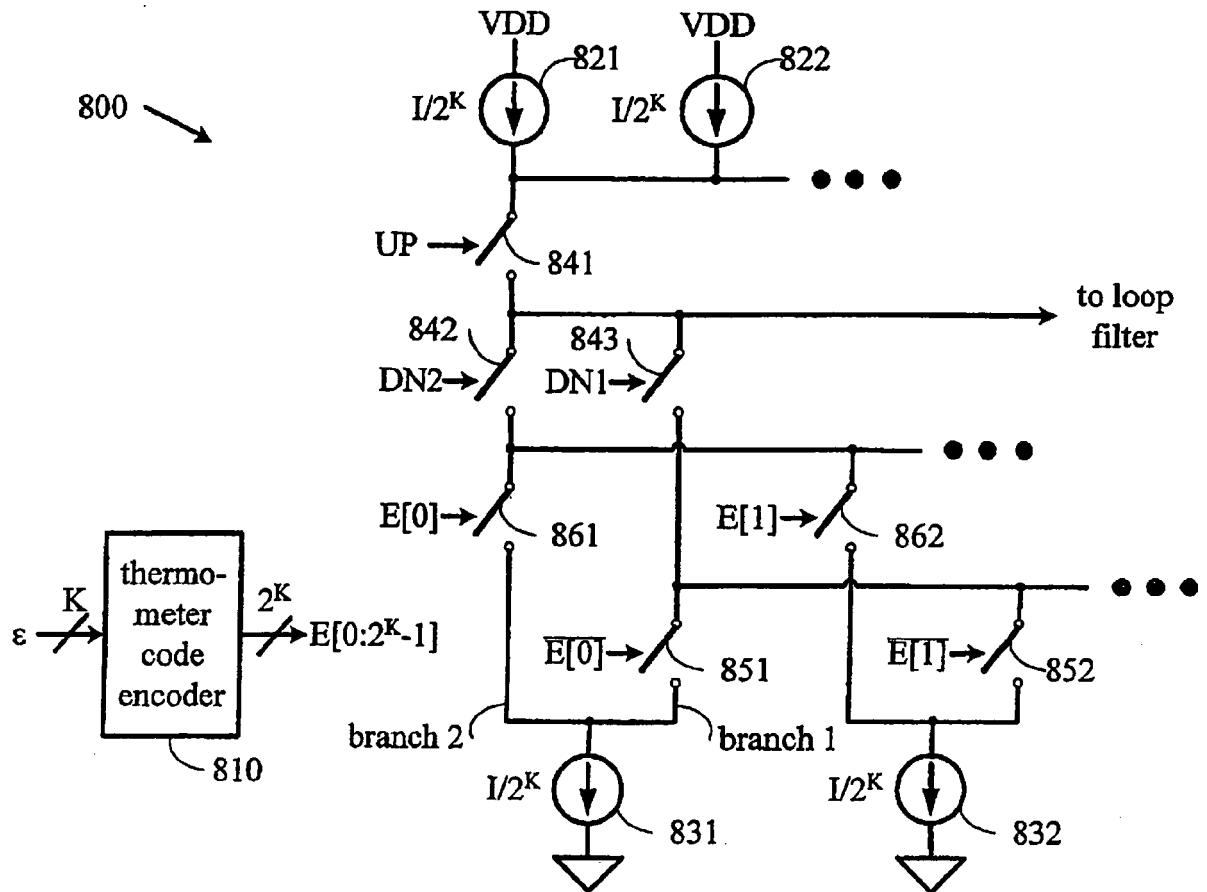 VDD VDD
821 822
800
I/2^K I/2^K
UP
841
to loop
filter
842 843
DN2 DN1
E[0] E[1]
861 862
thermo-
meter
code
encoder
ε K 2^K E[0:2^K-1]
E̅[̅0̅]̅ E̅[̅1̅]̅
851 852
branch 2 branch 1
810
I/2^K I/2^K
831 832